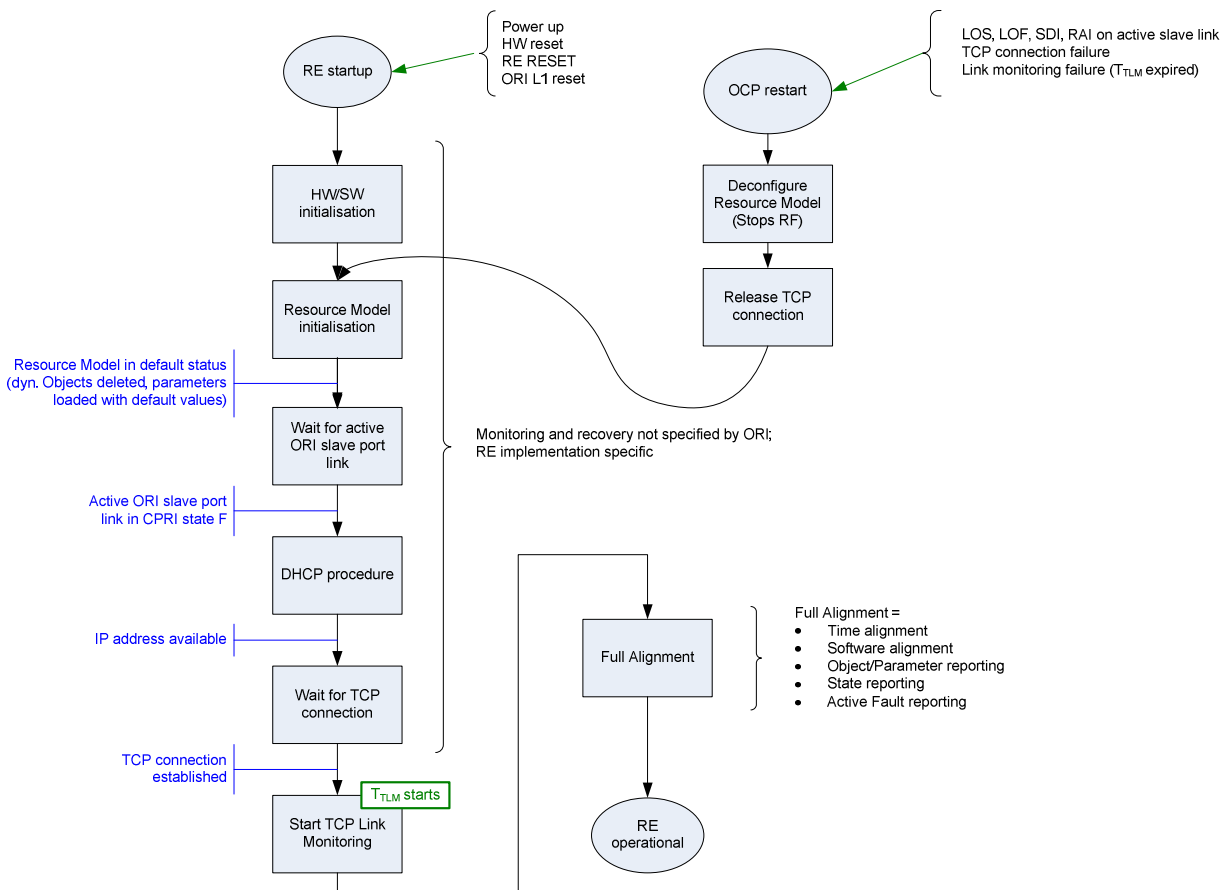 RE startup
Power up
HW reset
RE RESET
ORI L1 reset
OCP restart
LOS, LOF, SDI, RAI on active slave link
TCP connection failure
Link monitoring failure (TTLM expired)
HW/SW
initialisation
Deconfigure
Resource Model
(Stops RF)
Resource Model
initialisation
Release TCP
connection
Resource Model in default status
(dyn. Objects deleted, parameters
loaded with default values)
Wait for active
ORI slave port
link
Monitoring and recovery not specified by ORI;
RE implementation specific
Active ORI slave port
link in CPRI state F
DHCP procedure
IP address available
Wait for TCP
connection
TCP connection
established
TTLM starts
Start TCP Link
Monitoring
Full Alignment
Full Alignment =
• Time alignment
• Software alignment
• Object/Parameter reporting
• State reporting
• Active Fault reporting
RE
operational